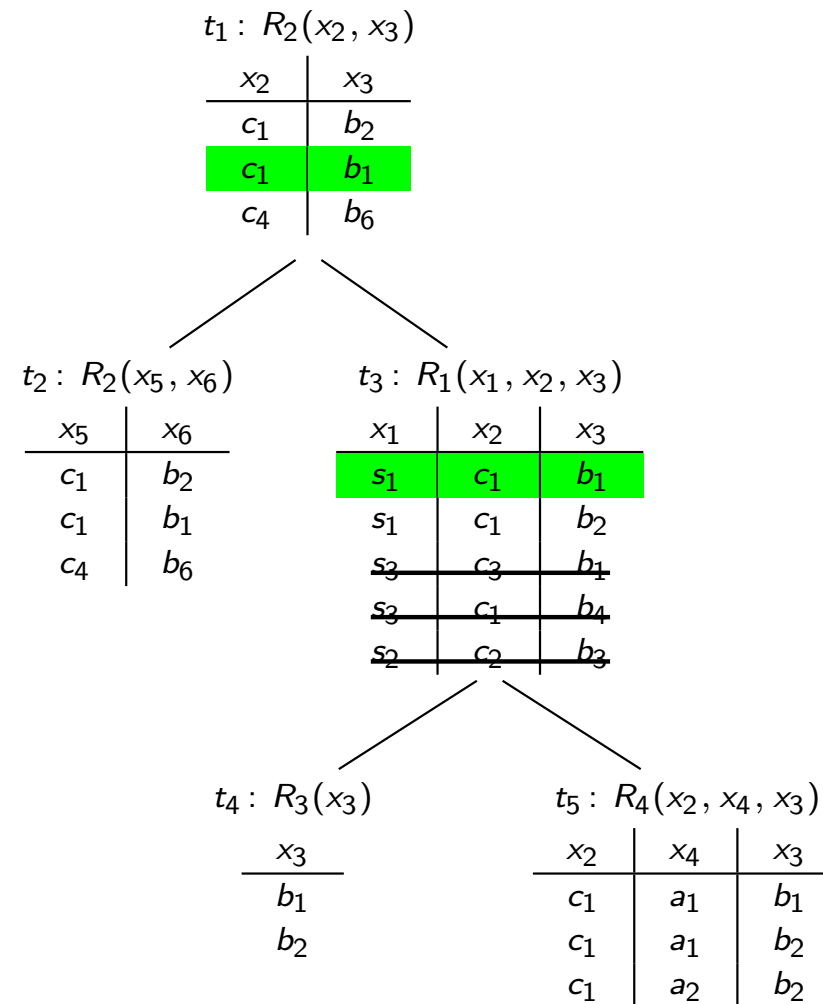 t₁ : R₂(x₂, x₃)
x₂ x₃
c₁ b₂
c₁ b₁
c₄ b₆
t₂ : R₂(x₅, x₆) t₃ : R₁(x₁, x₂, x₃)
x₅ x₆ x₁ x₂ x₃
c₁ b₂ s₁ c₁ b₁
c₁ b₁ s₁ c₁ b₂
c₄ b₆ s₃ c₃ b₁
s₃ c₁ b₄
s₂ c₂ b₃
t₄ : R₃(x₃) t₅ : R₄(x₂, x₄, x₃)
x₃ x₂ x₄ x₃
b₁ c₁ a₁ b₁
b₂ c₁ a₁ b₂
c₁ a₂ b₂